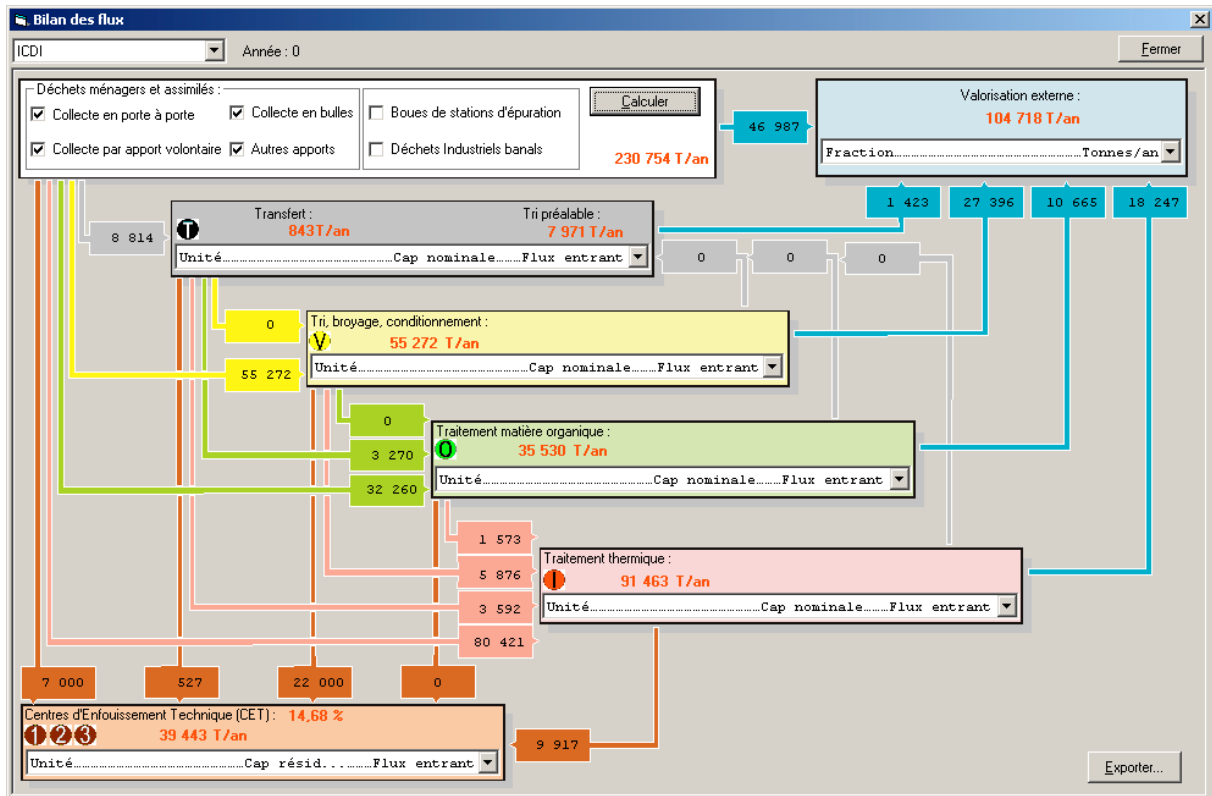 Bilan des flux
ICDI Année : 0 Fermer
Déchets ménagers et assimilés :
Collecte en porte à porte Collecte en bulles Boues de stations d'épuration Calculer
Collecte par apport volontaire Autres apports Déchets Industriels banals 230 754 T/an
46 987
Valorisation externe :
104 718 T/an
Fraction...Tonnes/an
1 423 27 396 10 665 18 247
8 814
Transfert : Tri préalable :
T 843T/an 7 971 T/an
Unité...Cap nominale...Flux entrant
0 0 0
0
Tri, broyage, conditionnement :
V 55 272 T/an
Unité...Cap nominale...Flux entrant
55 272
0
3 270
32 260
Traitement matière organique :
O 35 530 T/an
Unité...Cap nominale...Flux entrant
1 573
5 876
3 592
80 421
Traitement thermique :
I 91 463 T/an
Unité...Cap nominale...Flux entrant
7 000 527 22 000 0
Centres d'Enfouissement Technique (CET) : 14,68 %
1 2 3 39 443 T/an
Unité...Cap résid...Flux entrant
9 917
Exporter...